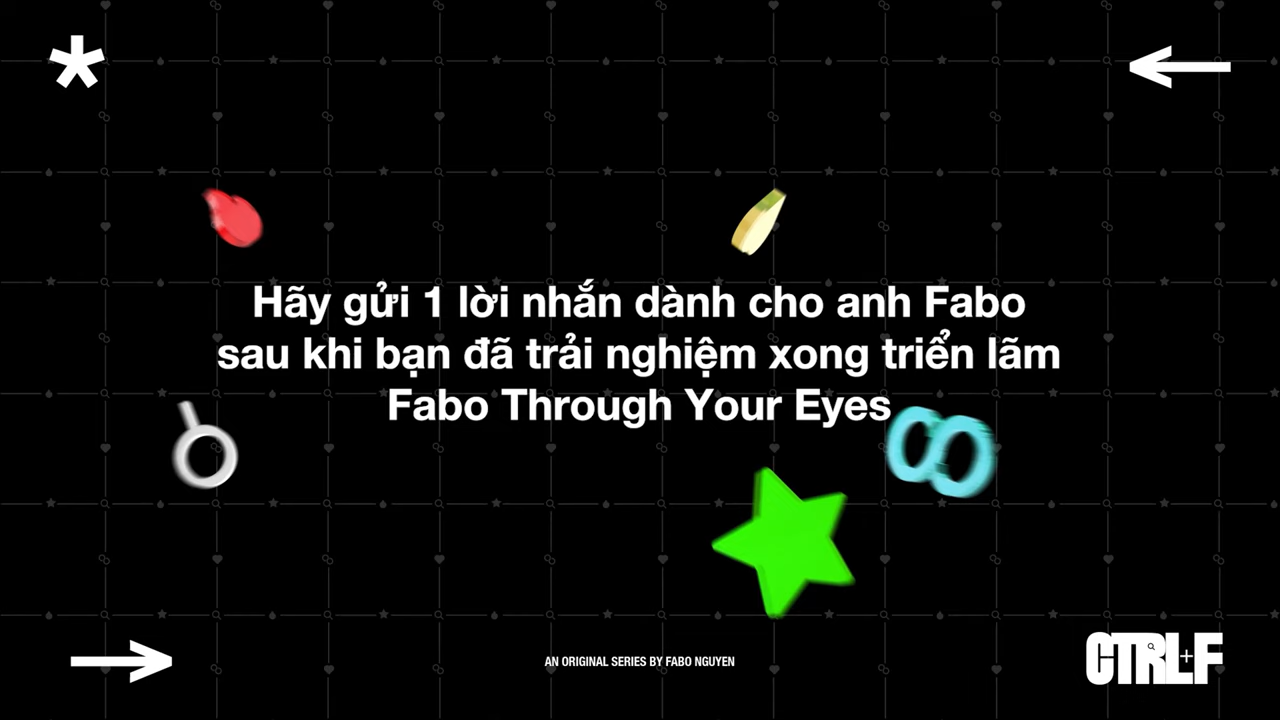 Hãy gửi 1 lời nhắn dành cho anh Fabo
sau khi bạn đã trải nghiệm xong triển lãm
Fabo Through Your Eyes
AN ORIGINAL SERIES BY FABO NGUYEN
CTRL+F